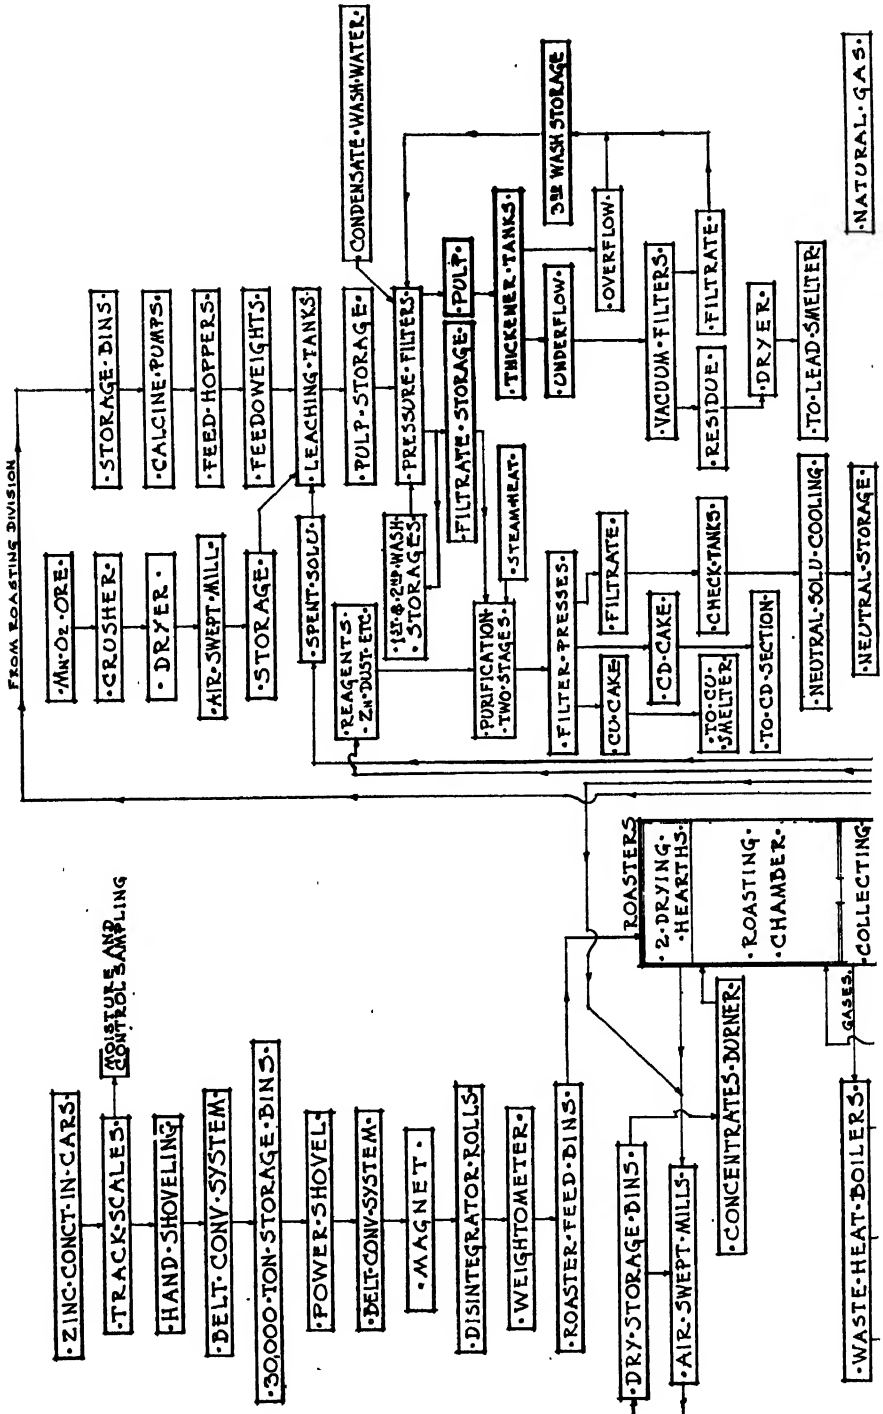 ·ZINC·CONCT·IN·CARS·
·TRACK·SCALES·
MOISTURE AND
CONTROL SAMPLING
·HAND·SHOVELING·
·BELT·CONV·SYSTEM·
·30,000·TON·STORAGE·BINS·
·POWER·SHOVEL·
·BELT·CONV·SYSTEM·
·MAGNET·
·DISINTEGRATOR·ROLLS·
·WEIGHTOMETER·
·ROASTER·FEED·BINS·
·DRY·STORAGE·BINS·
·AIR·SWEPT·MILLS·
·CONCENTRATES·BURNER·
·WASTE·HEAT·BOILERS·
GASES.
ROASTERS
·2·DRYING·
·HEARTHS·
·ROASTING·
·CHAMBER·
·COLLECTING
FROM ROASTING DIVISION
·MN·O2·ORE·
·CRUSHER·
·DRYER·
·AIR·SWEPT·MILL·
·STORAGE·
·SPENT·SOLU·
·REAGENTS·
·ZN·DUST·ETC·
·1ST·&·2ND·WASH·
·STORAGES·
·PURIFICATION·
·TWO·STAGES·
·STEAM·HEAT·
·FILTER·PRESSES·
·CU·CAKE·
·CD·CAKE·
·FILTRATE·
·TO·CU·
SMELTER·
·TO·CD·SECTION·
·CHECK·TANKS·
·NEUTRAL·SOLU·COOLING·
·NEUTRAL·STORAGE·
·STORAGE·BINS·
·CALCINE·PUMPS·
·FEED·HOPPERS·
·FEEDOWEIGHTS·
·LEACHING·TANKS·
·PULP·STORAGE·
·CONDENSATE·WASH·WATER·
·PRESSURE·FILTERS·
·FILTRATE·STORAGE·
·PULP·
·THICKENER·TANKS·
·UNDERFLOW·
·OVERFLOW·
3RD WASH STORAGE
·VACUUM·FILTERS·
·RESIDUE·
·FILTRATE·
·DRYER·
·TO·LEAD·SMELTER·
·NATURAL·GAS·